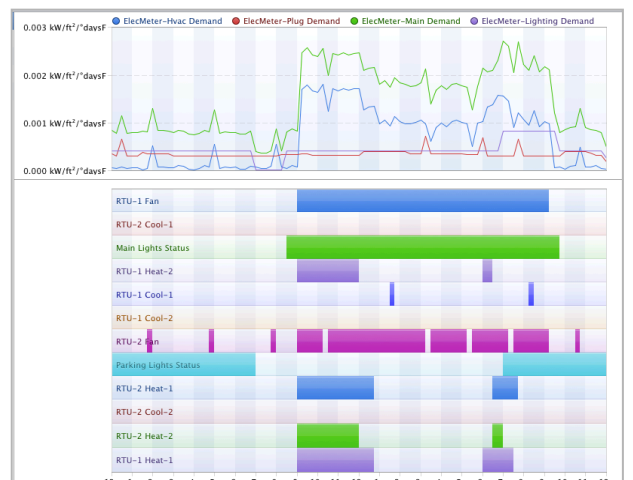 ElecMeter-Hvac Demand ElecMeter-Plug Demand ElecMeter-Main Demand ElecMeter-Lighting Demand
0.003 kW/ft²/°daysF
0.002 kW/ft²/°daysF
0.001 kW/ft²/°daysF
0.000 kW/ft²/°daysF
RTU-1 Fan
RTU-2 Cool-1
Main Lights Status
RTU-1 Heat-2
RTU-1 Cool-1
RTU-1 Cool-2
RTU-2 Fan
Parking Lights Status
RTU-2 Heat-1
RTU-2 Cool-2
RTU-2 Heat-2
RTU-1 Heat-1